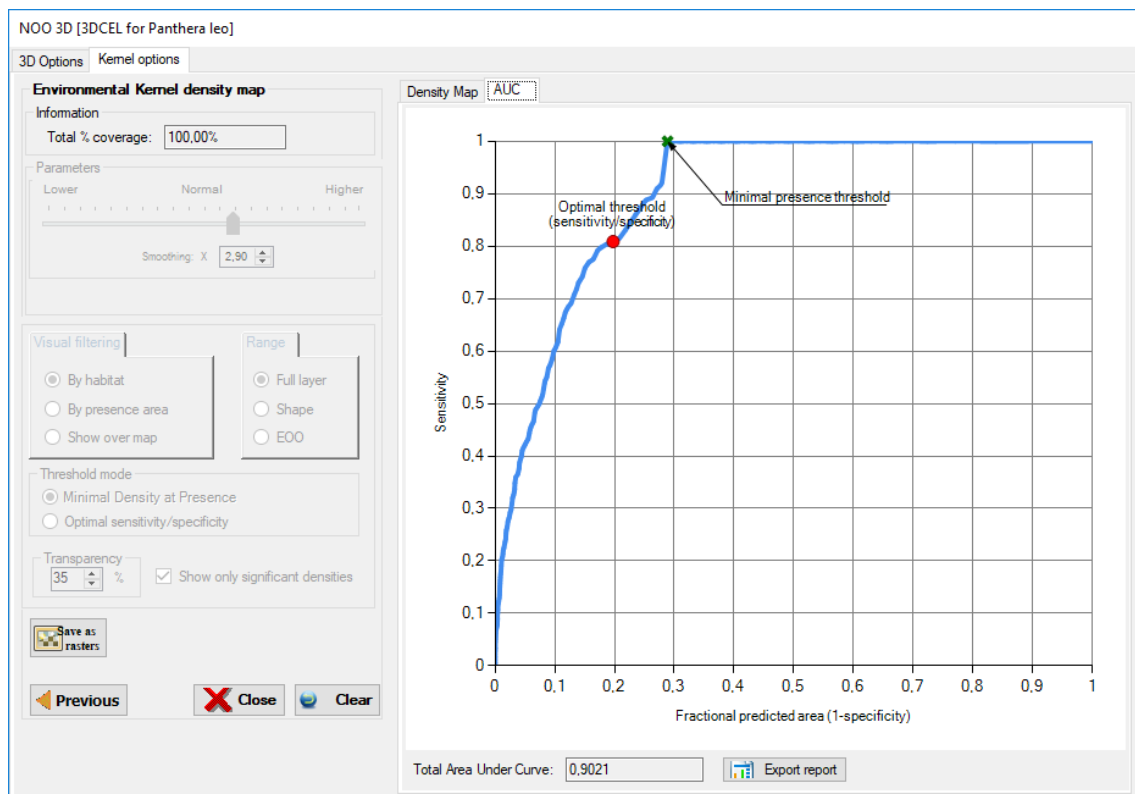 NOO 3D [3DCEL for Panthera leo]
3D Options
Kernel options
Environmental Kernel density map
Information
Total % coverage:
100,00%
Parameters
Lower
Normal
Higher
Smoothing: X
2,90
Visual filtering
By habitat
By presence area
Show over map
Range
Full layer
Shape
EOO
Threshold mode
Minimal Density at Presence
Optimal sensitivity/specificity
Transparency
35
%
Show only significant densities
Save as
rasters
Previous
Close
Clear
Density Map
AUC
1
0,9
0,8
0,7
0,6
0,5
0,4
0,3
0,2
0,1
0
Sensitivity
Optimal threshold
(sensitivity/specificity)
Minimal presence threshold
0
0,1
0,2
0,3
0,4
0,5
0,6
0,7
0,8
0,9
1
Fractional predicted area (1-specificity)
Total Area Under Curve:
0,9021
Export report